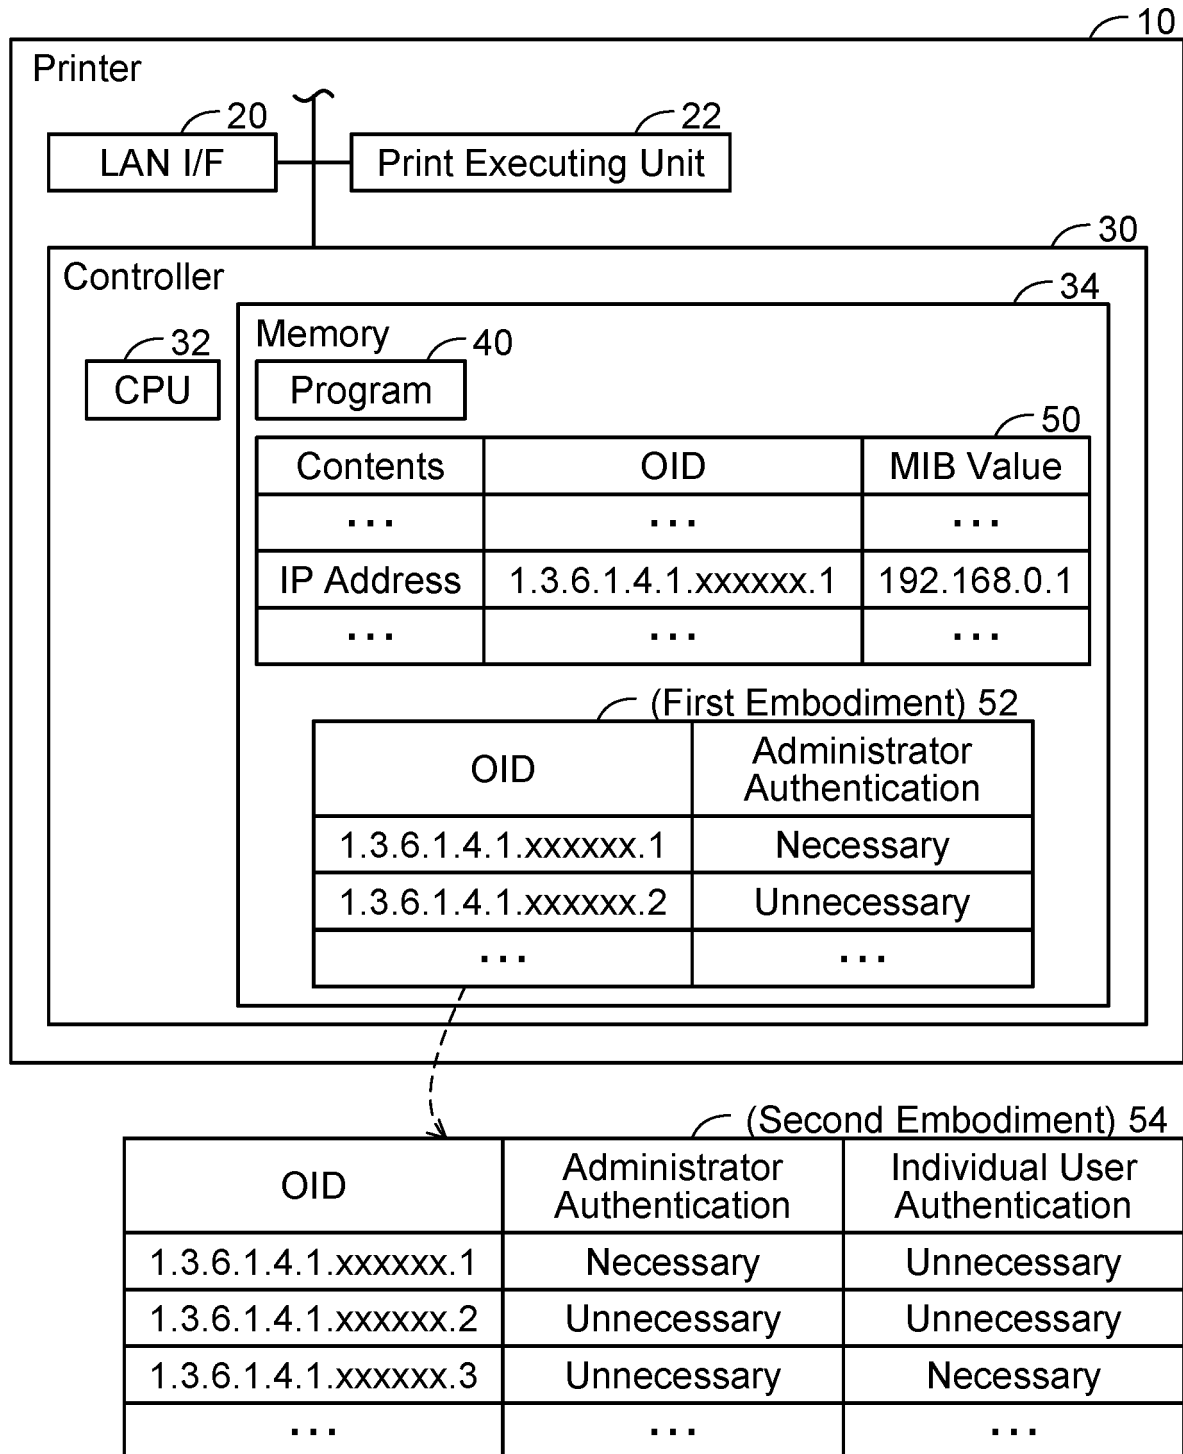 10
Printer
20
22
LAN I/F
Print Executing Unit
30
Controller
34
Memory
32
40
CPU
Program
50
Contents OID MIB Value
... ... ...
IP Address 1.3.6.1.4.1.xxxxxx.1 192.168.0.1
... ... ...
(First Embodiment) 52
OID Administrator Authentication
1.3.6.1.4.1.xxxxxx.1 Necessary
1.3.6.1.4.1.xxxxxx.2 Unnecessary
... ...
(Second Embodiment) 54
OID Administrator Authentication Individual User Authentication
1.3.6.1.4.1.xxxxxx.1 Necessary Unnecessary
1.3.6.1.4.1.xxxxxx.2 Unnecessary Unnecessary
1.3.6.1.4.1.xxxxxx.3 Unnecessary Necessary
... ... ...